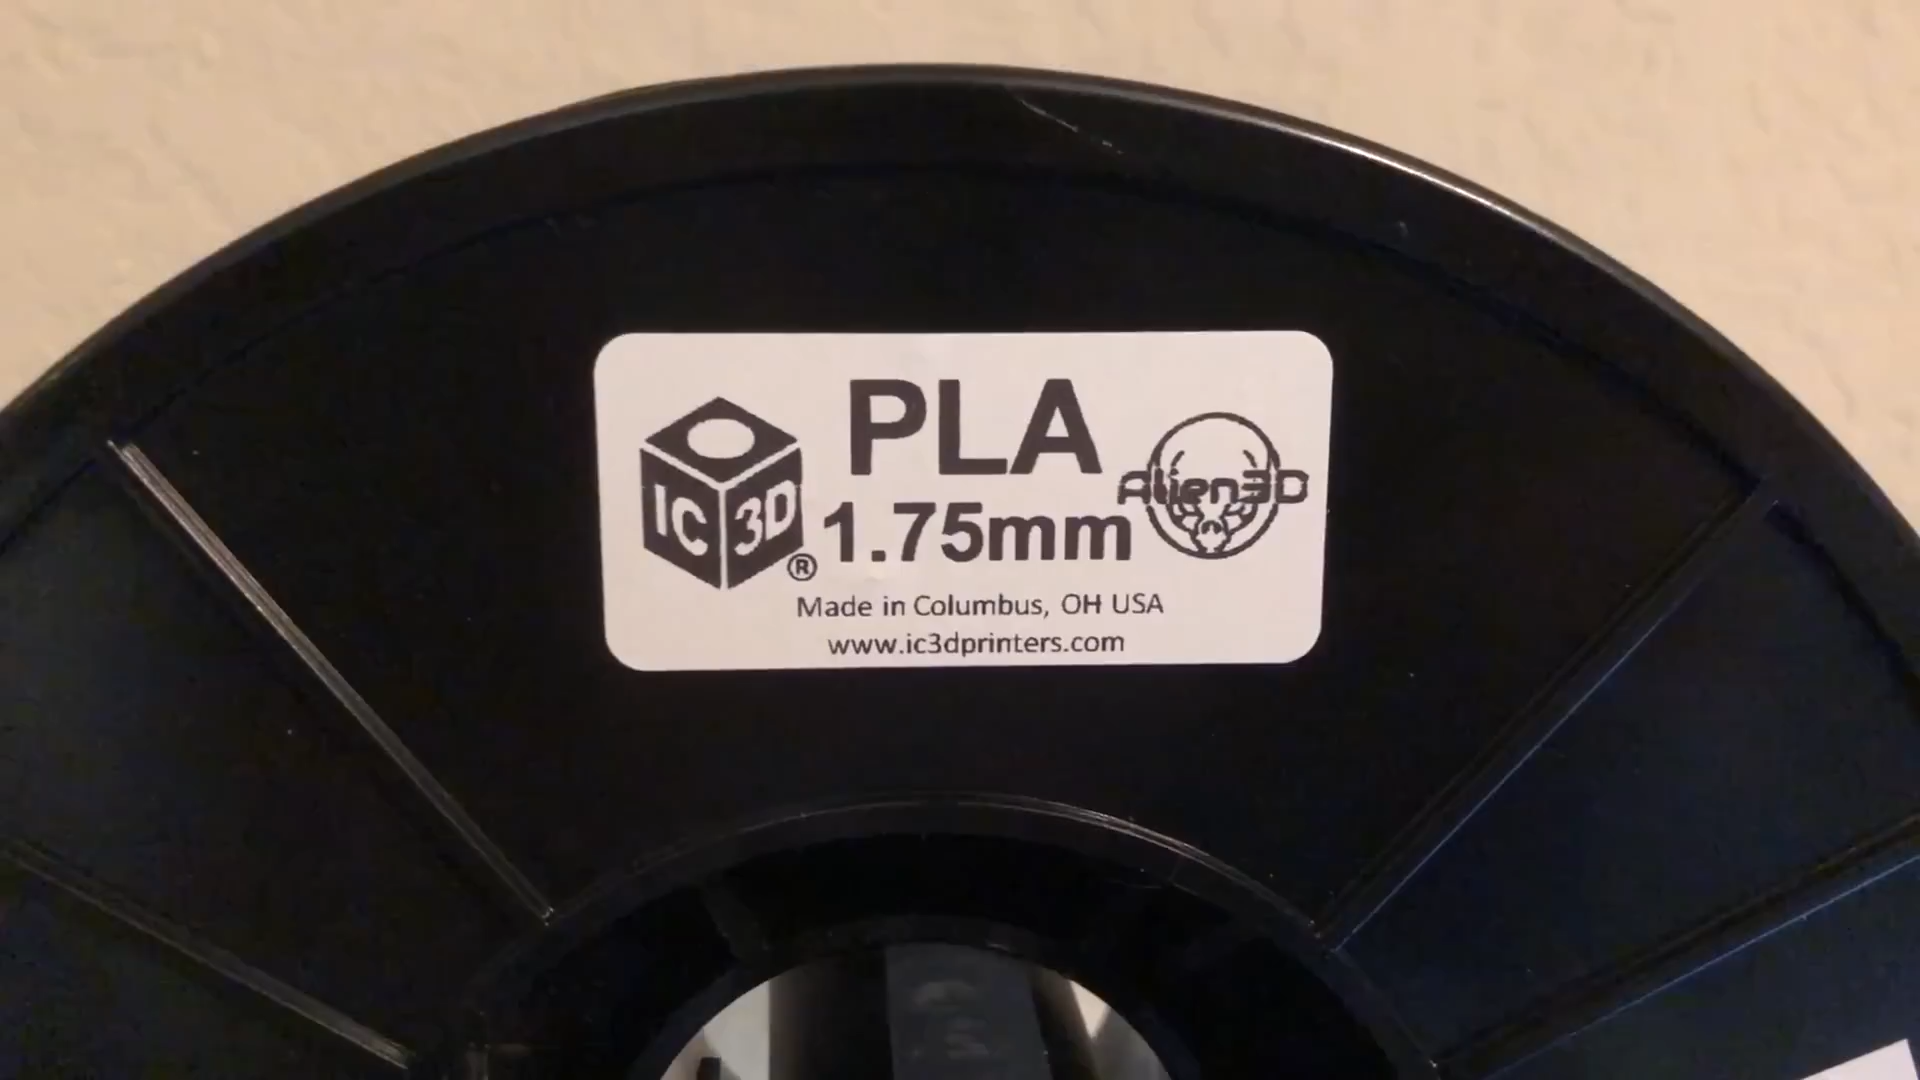 PLA
IC 3D ®
Alien3D
1.75mm
Made in Columbus, OH USA
www.ic3dprinters.com